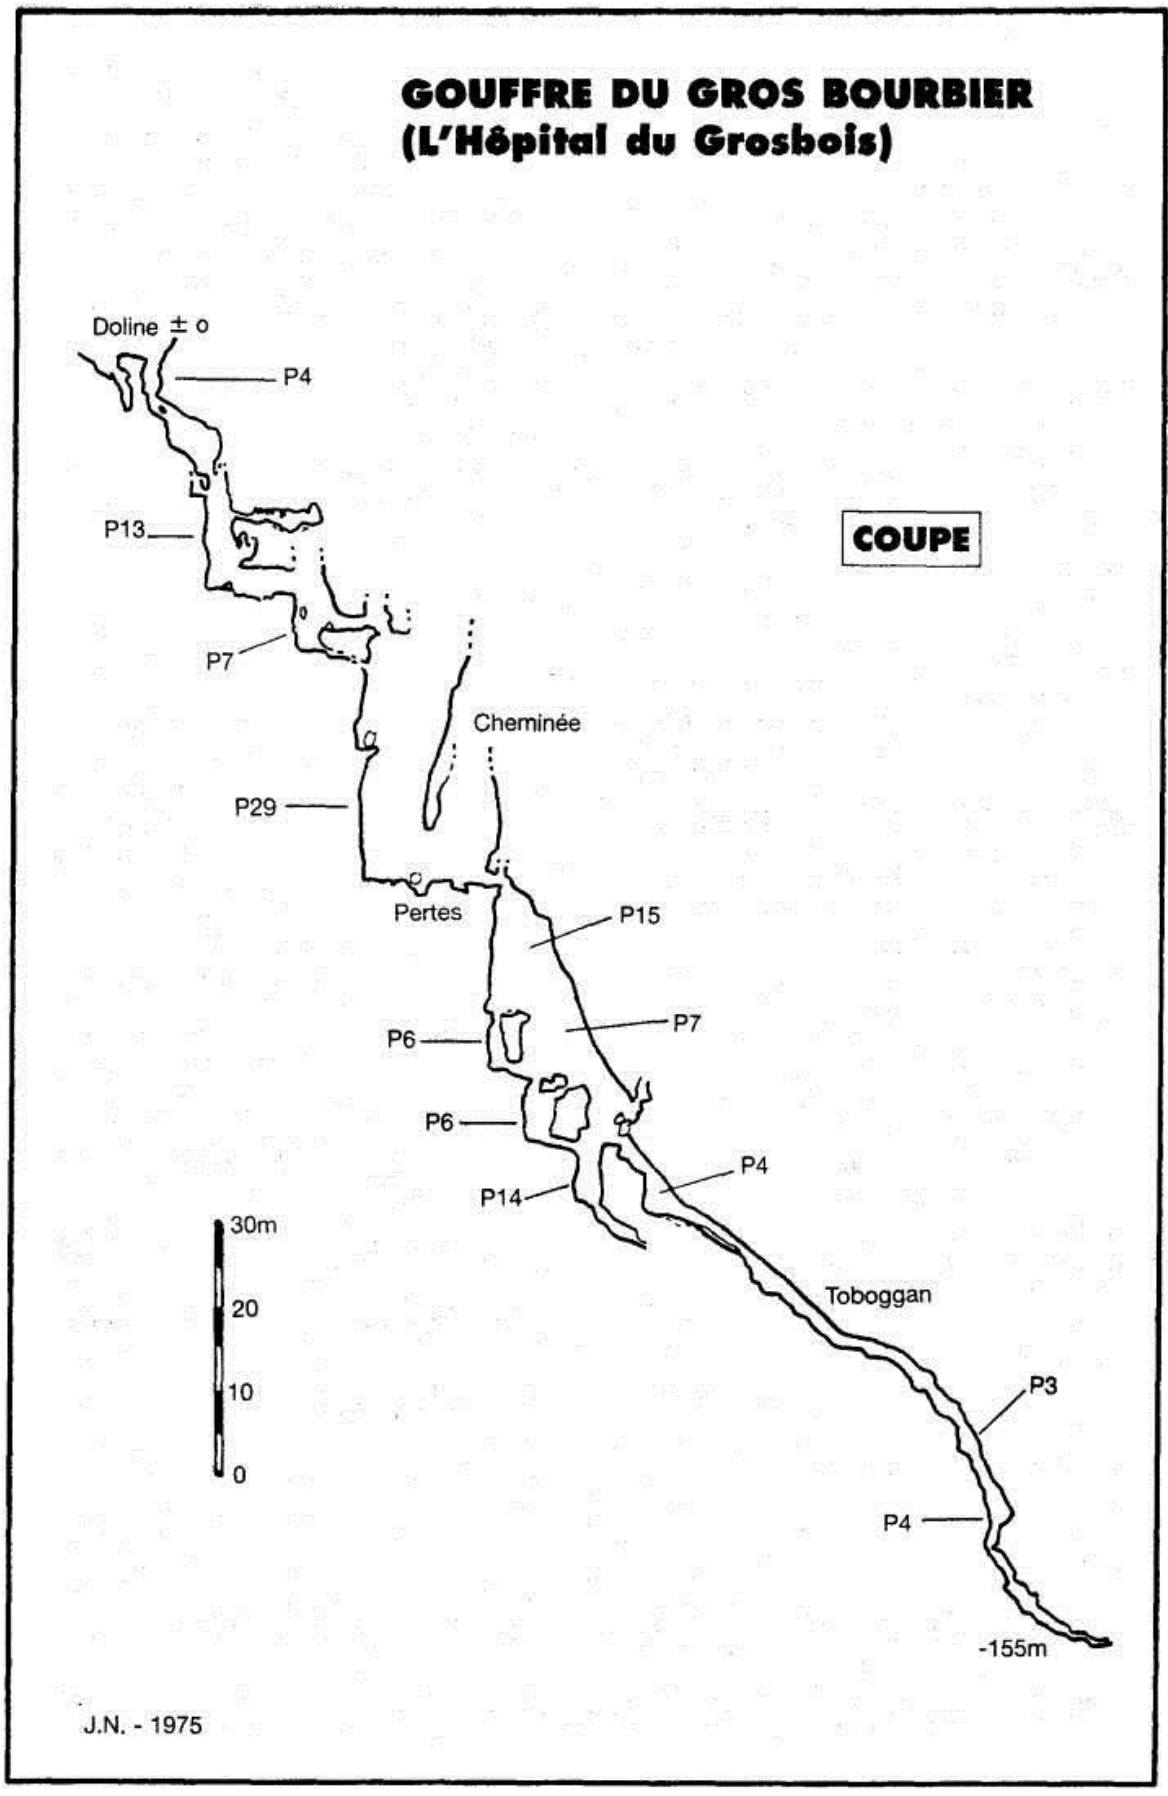 GOUFFRE DU GROS BOURBIER
(L'Hôpital du Grosbois)
Doline ± o
P4
P13
COUPE
P7
Cheminée
P29
Pertes
P15
P7
P6
P6
P4
P14
30m
20
10
0
Toboggan
P3
P4
-155m
J.N. - 1975